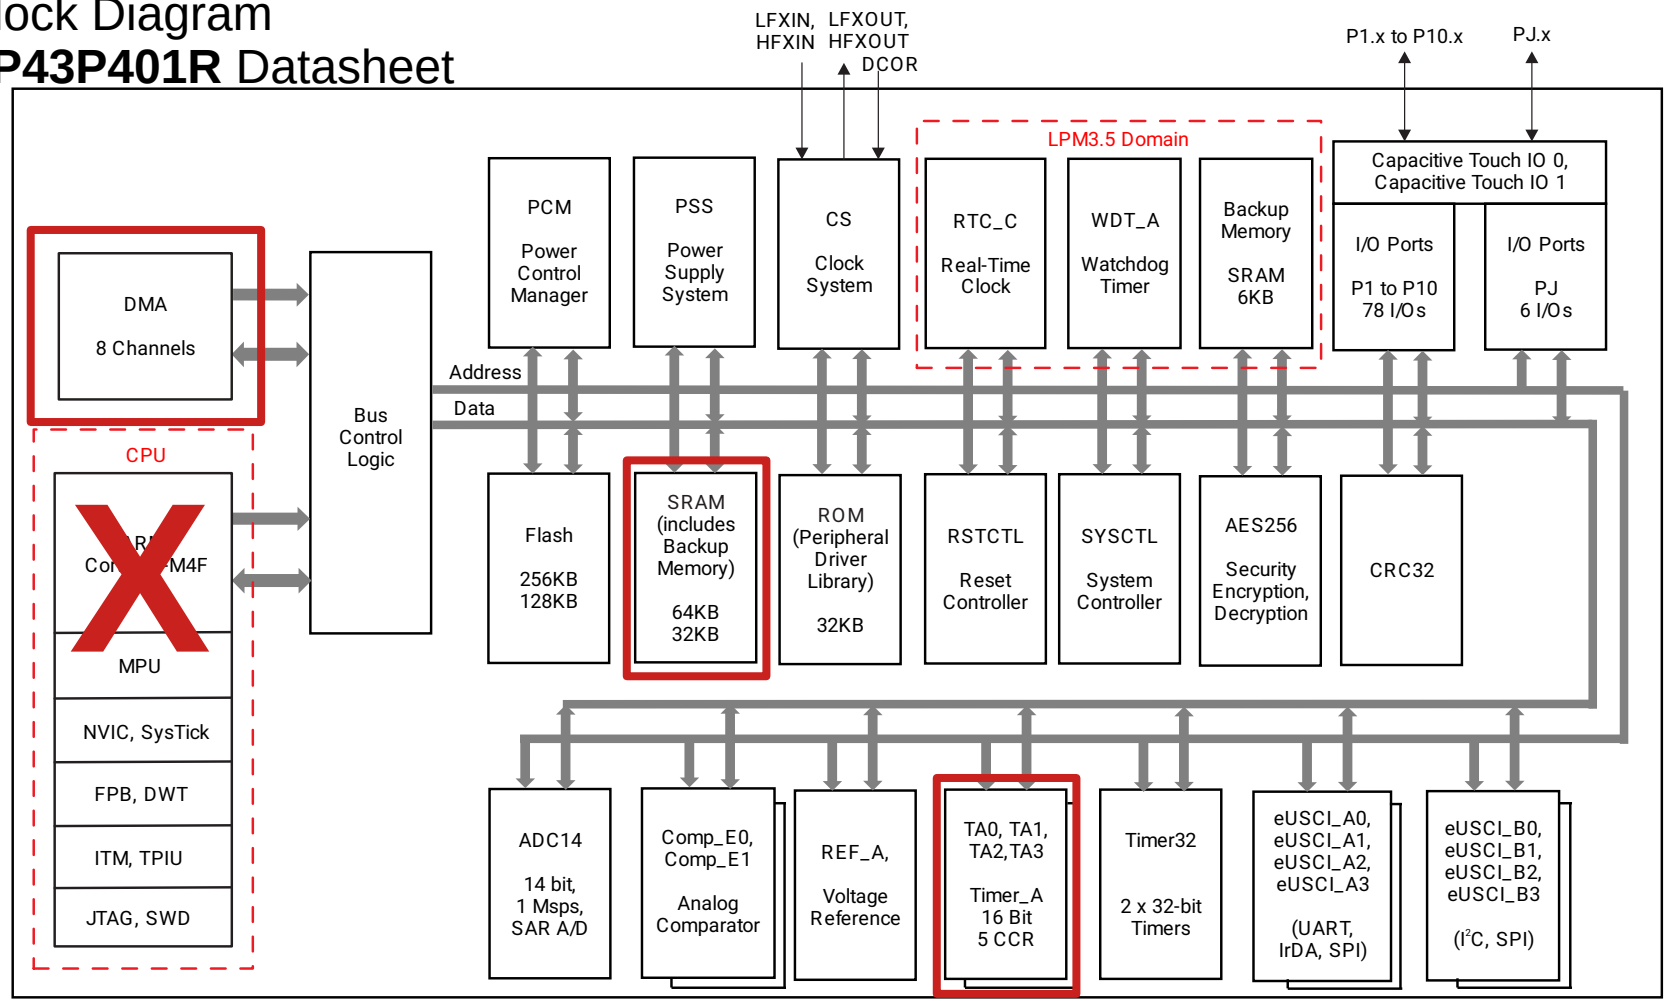 lock Diagram
P43P401R Datasheet
LFXIN,
HFXIN
LFXOUT,
HFXOUT
DCOR
P1.x to P10.x
PJ.x
LPM3.5 Domain
Capacitive Touch IO 0,
Capacitive Touch IO 1
PCM
Power
Control
Manager
PSS
Power
Supply
System
CS
Clock
System
RTC_C
Real-Time
Clock
WDT_A
Watchdog
Timer
Backup
Memory
SRAM
6KB
I/O Ports
P1 to P10
78 I/Os
I/O Ports
PJ
6 I/Os
DMA
8 Channels
Bus
Control
Logic
Address
Data
CPU
M4F
MPU
NVIC, SysTick
FPB, DWT
ITM, TPIU
JTAG, SWD
Flash
256KB
128KB
SRAM
(includes
Backup
Memory)
64KB
32KB
ROM
(Peripheral
Driver
Library)
32KB
RSTCTL
Reset
Controller
SYSCTL
System
Controller
AES256
Security
Encryption,
Decryption
CRC32
ADC14
14 bit,
1 Msps,
SAR A/D
Comp_E0,
Comp_E1
Analog
Comparator
REF_A,
Voltage
Reference
TA0, TA1,
TA2,TA3
Timer_A
16 Bit
5 CCR
Timer32
2 x 32-bit
Timers
eUSCI_A0,
eUSCI_A1,
eUSCI_A2,
eUSCI_A3
(UART,
IrDA, SPI)
eUSCI_B0,
eUSCI_B1,
eUSCI_B2,
eUSCI_B3
(I²C, SPI)